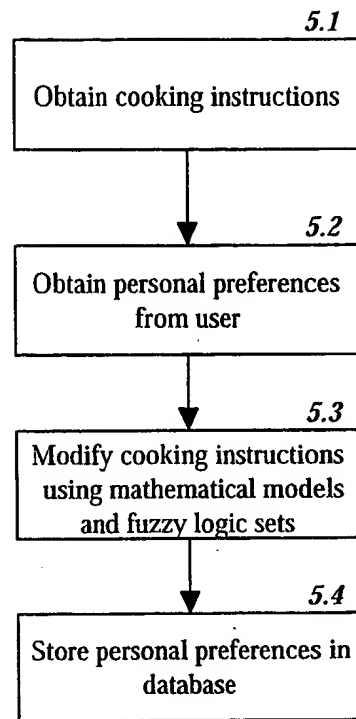 5.1
Obtain cooking instructions
5.2
Obtain personal preferences
from user
5.3
Modify cooking instructions
using mathematical models
and fuzzy logic sets
5.4
Store personal preferences in
database